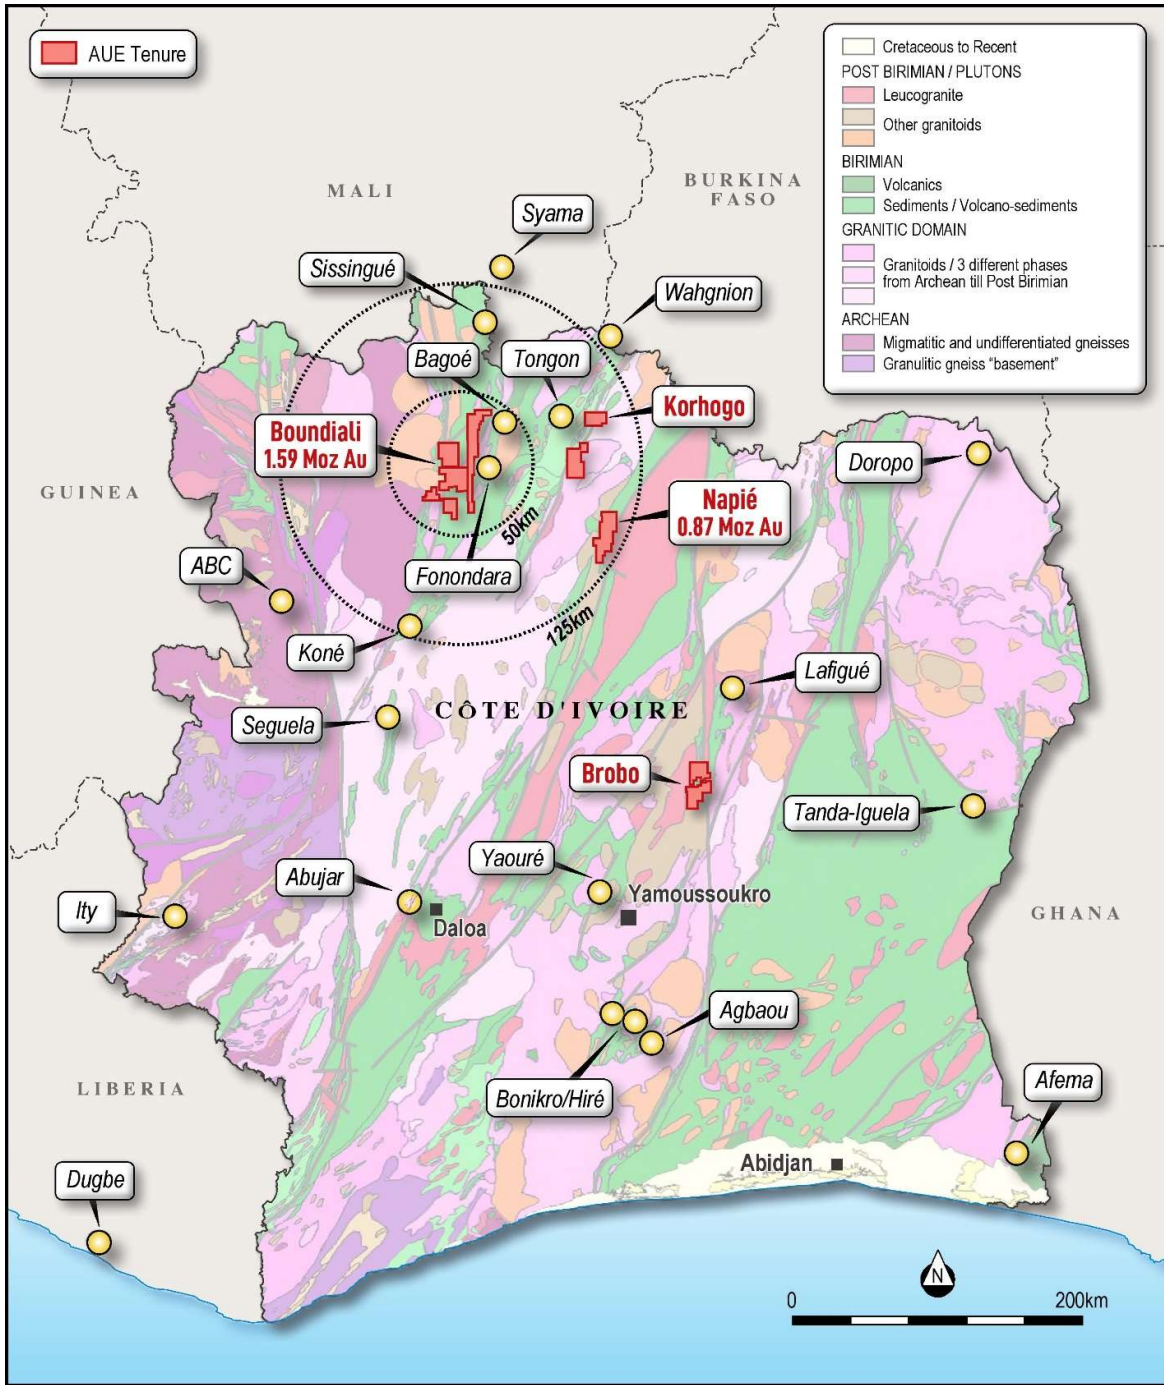 AUE Tenure
Cretaceous to Recent
POST BIRIMIAN / PLUTONS
Leucogranite
Other granitoids
BIRIMIAN
Volcanics
Sediments / Volcano-sediments
GRANITIC DOMAIN
Granitoids / 3 different phases
from Archean till Post Birimian
ARCHEAN
Migmatitic and undifferentiated gneisses
Granulitic gneiss “basement”
MALI
BURKINA
FASO
Syama
Sissingué
Wahgnion
Bagoé
Tongon
Korhogo
Boundiali
1.59 Moz Au
Doropo
GUINEA
Napié
0.87 Moz Au
50km
ABC
Fonondara
125km
Koné
Lafigué
Seguela
CÔTE D'IVOIRE
Brobo
Tanda-Iguela
Yaouré
Abujar
Yamoussoukro
Ity
Daloa
GHANA
Agbaou
Bonikro/Hiré
LIBERIA
Afema
Abidjan
Dugbe
N
0
200km